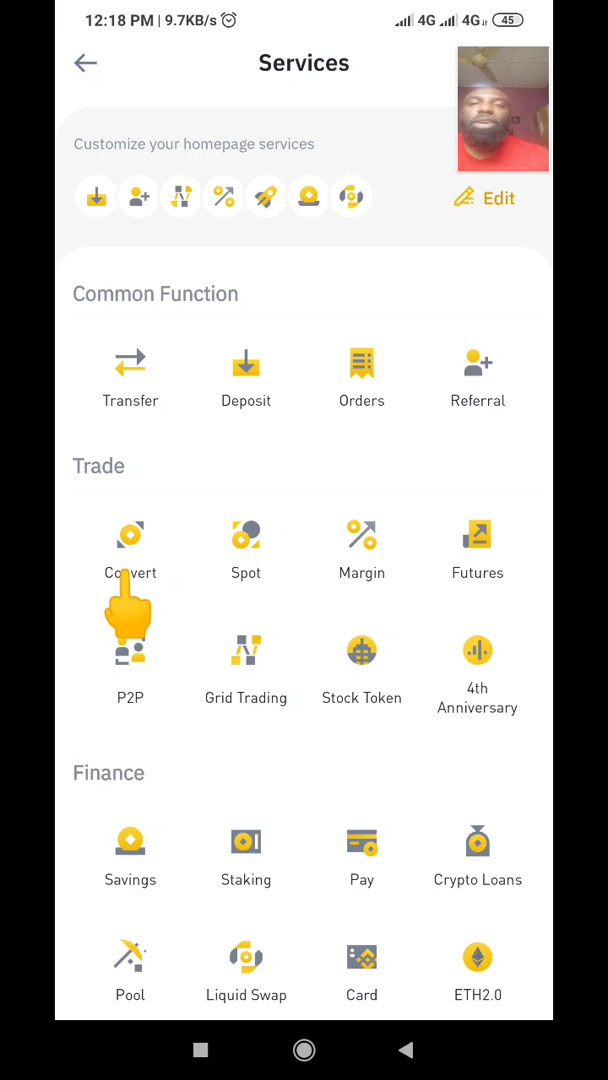 12:18 PM | 9.7KB/s 4G 4G 45
Services
Customize your homepage services
Edit
Common Function
Transfer Deposit Orders Referral
Trade
Convert Spot Margin Futures
P2P Grid Trading Stock Token 4th Anniversary
Finance
Savings Staking Pay Crypto Loans
Pool Liquid Swap Card ETH2.0